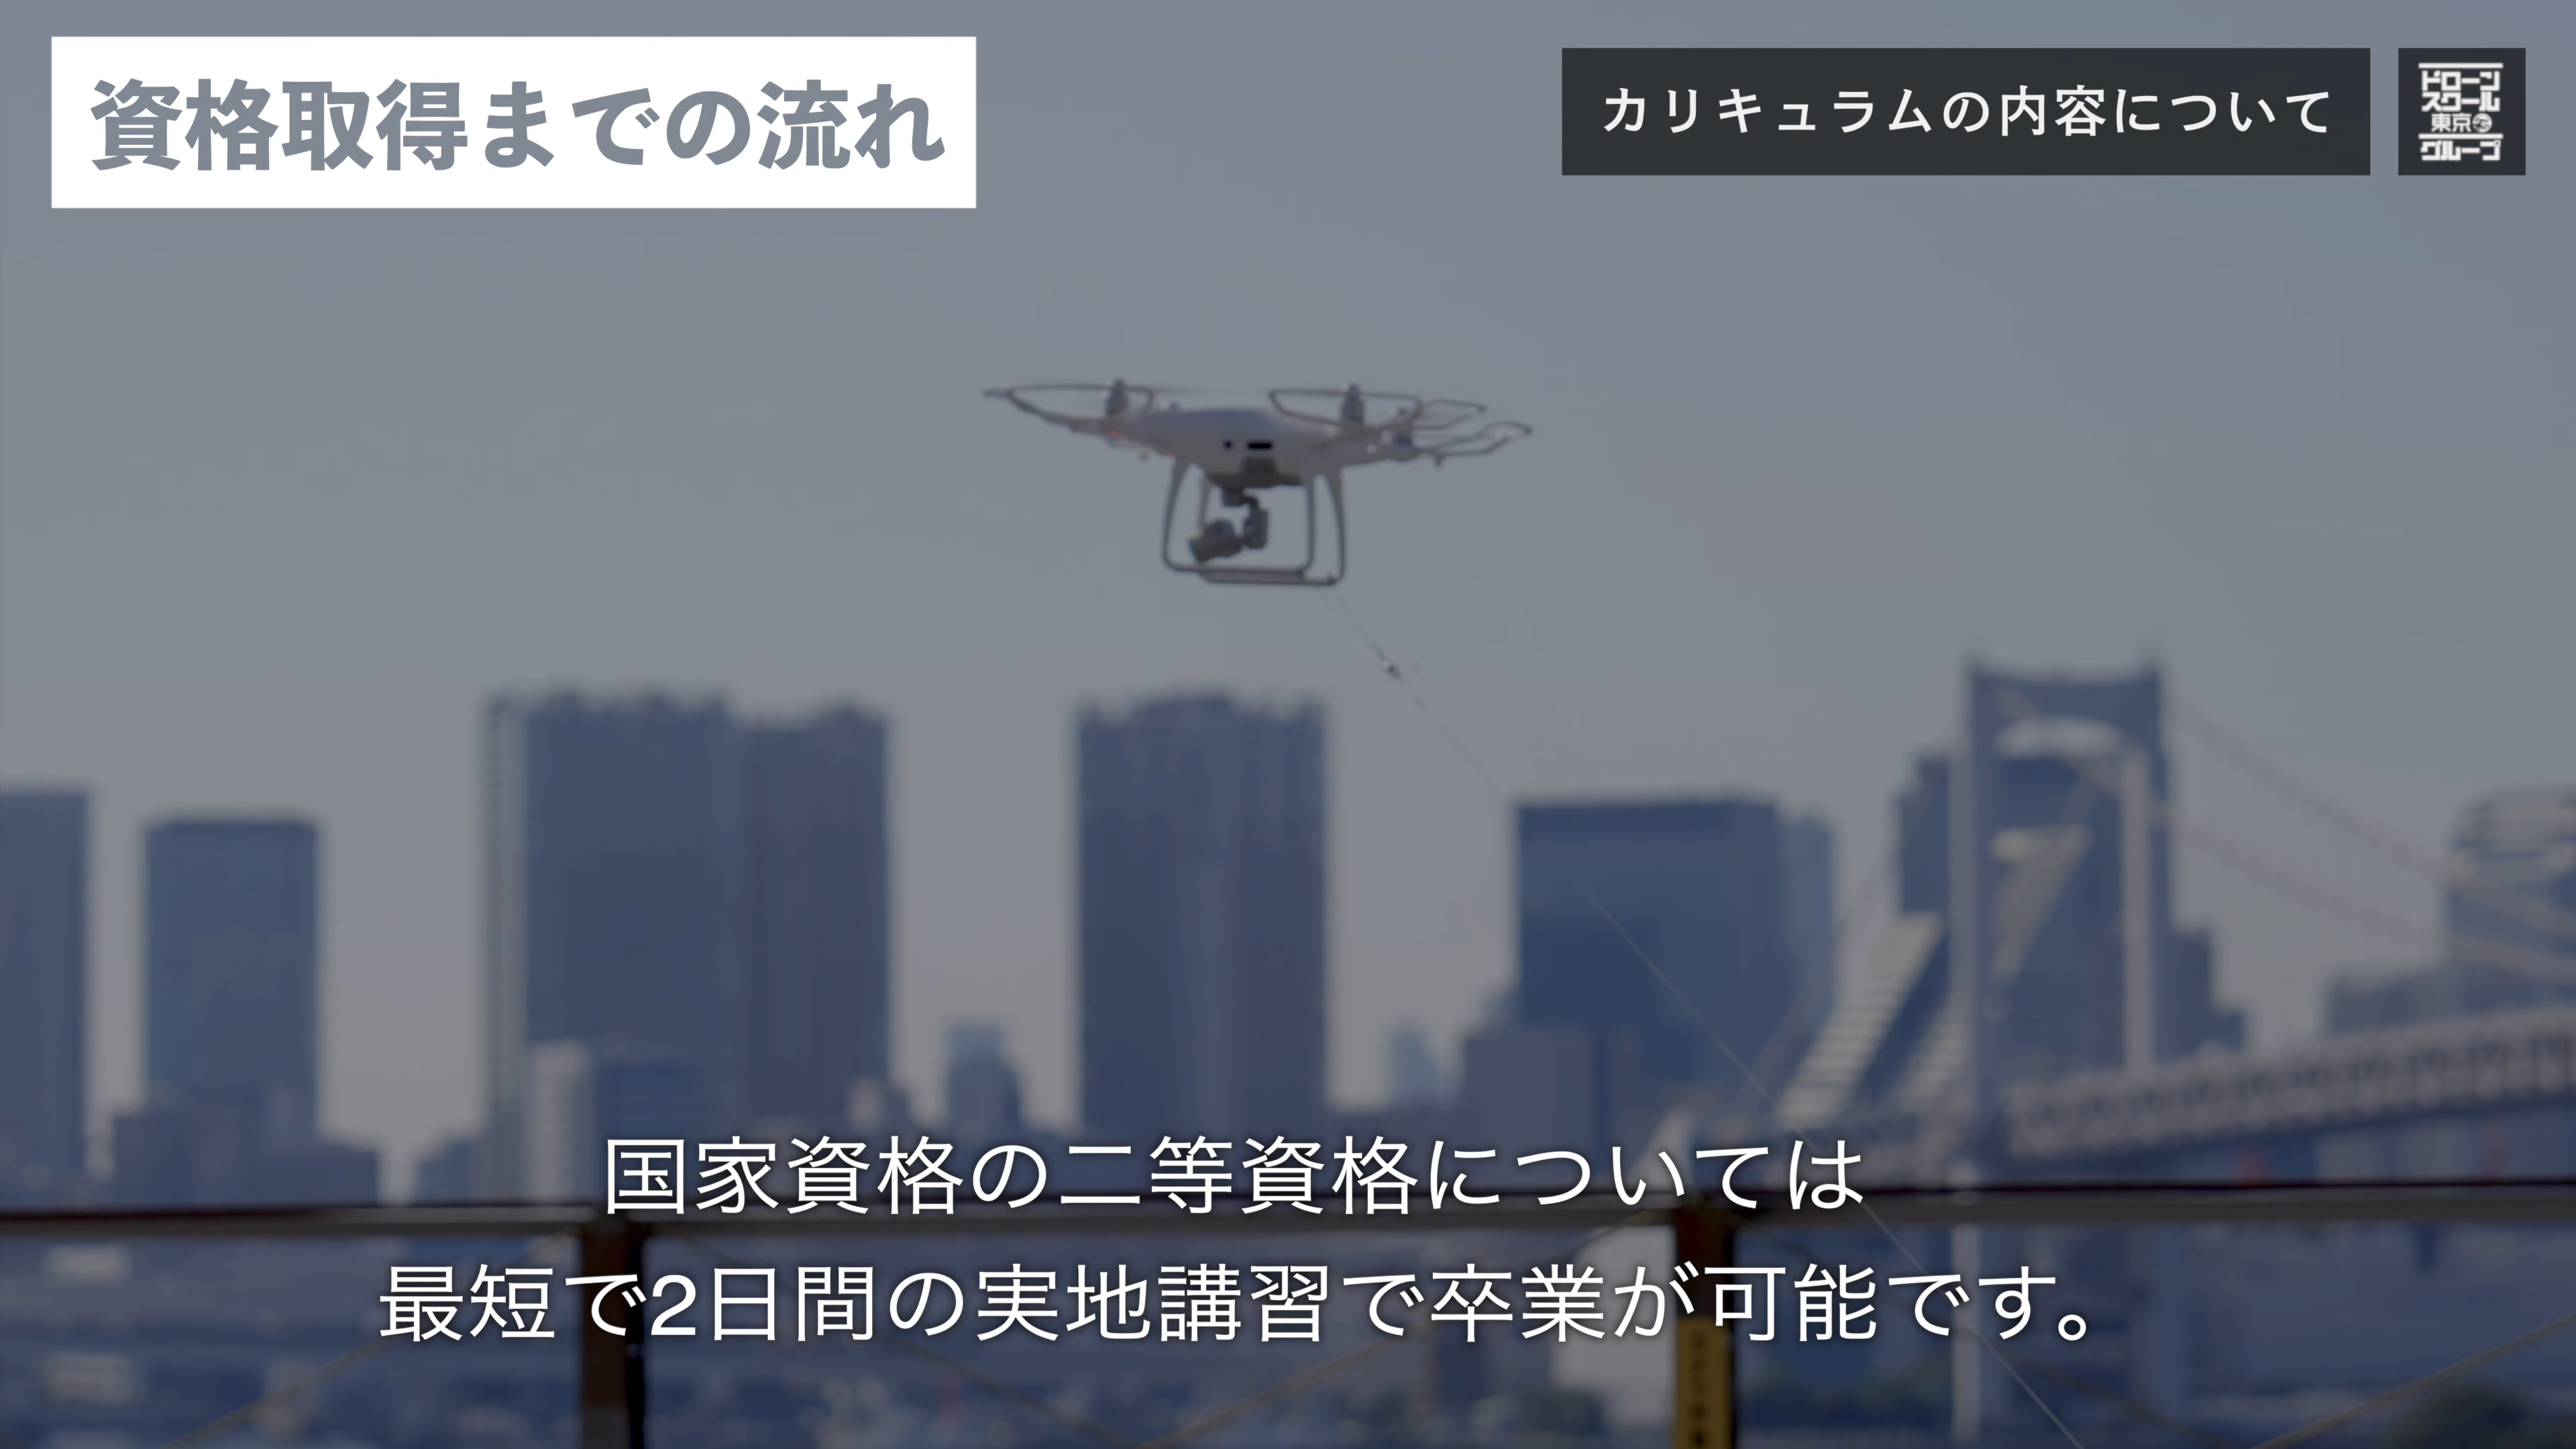 資格取得までの流れ
カリキュラムの内容について
ドローン
スクール
東京
グループ
国家資格の二等資格については
最短で2日間の実地講習で卒業が可能です。